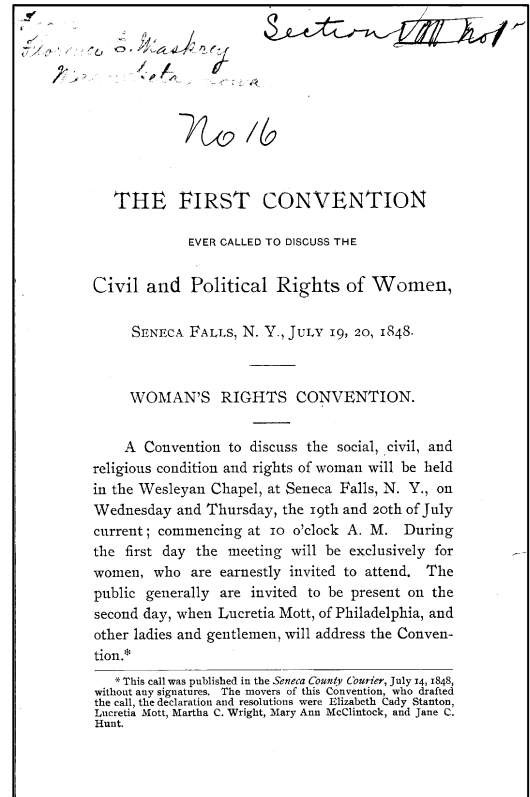 Florence S. Maskrey
Section VIII No 1
Iowa
No 16
THE FIRST CONVENTION
EVER CALLED TO DISCUSS THE
Civil and Political Rights of Women,
SENECA FALLS, N. Y., JULY 19, 20, 1848.
WOMAN'S RIGHTS CONVENTION.
A Convention to discuss the social, civil, and
religious condition and rights of woman will be held
in the Wesleyan Chapel, at Seneca Falls, N. Y., on
Wednesday and Thursday, the 19th and 20th of July
current; commencing at 10 o'clock A. M. During
the first day the meeting will be exclusively for
women, who are earnestly invited to attend. The
public generally are invited to be present on the
second day, when Lucretia Mott, of Philadelphia, and
other ladies and gentlemen, will address the Conven-
tion.*
* This call was published in the Seneca County Courier, July 14, 1848,
without any signatures. The movers of this Convention, who drafted
the call, the declaration and resolutions were Elizabeth Cady Stanton,
Lucretia Mott, Martha C. Wright, Mary Ann McClintock, and Jane C.
Hunt.